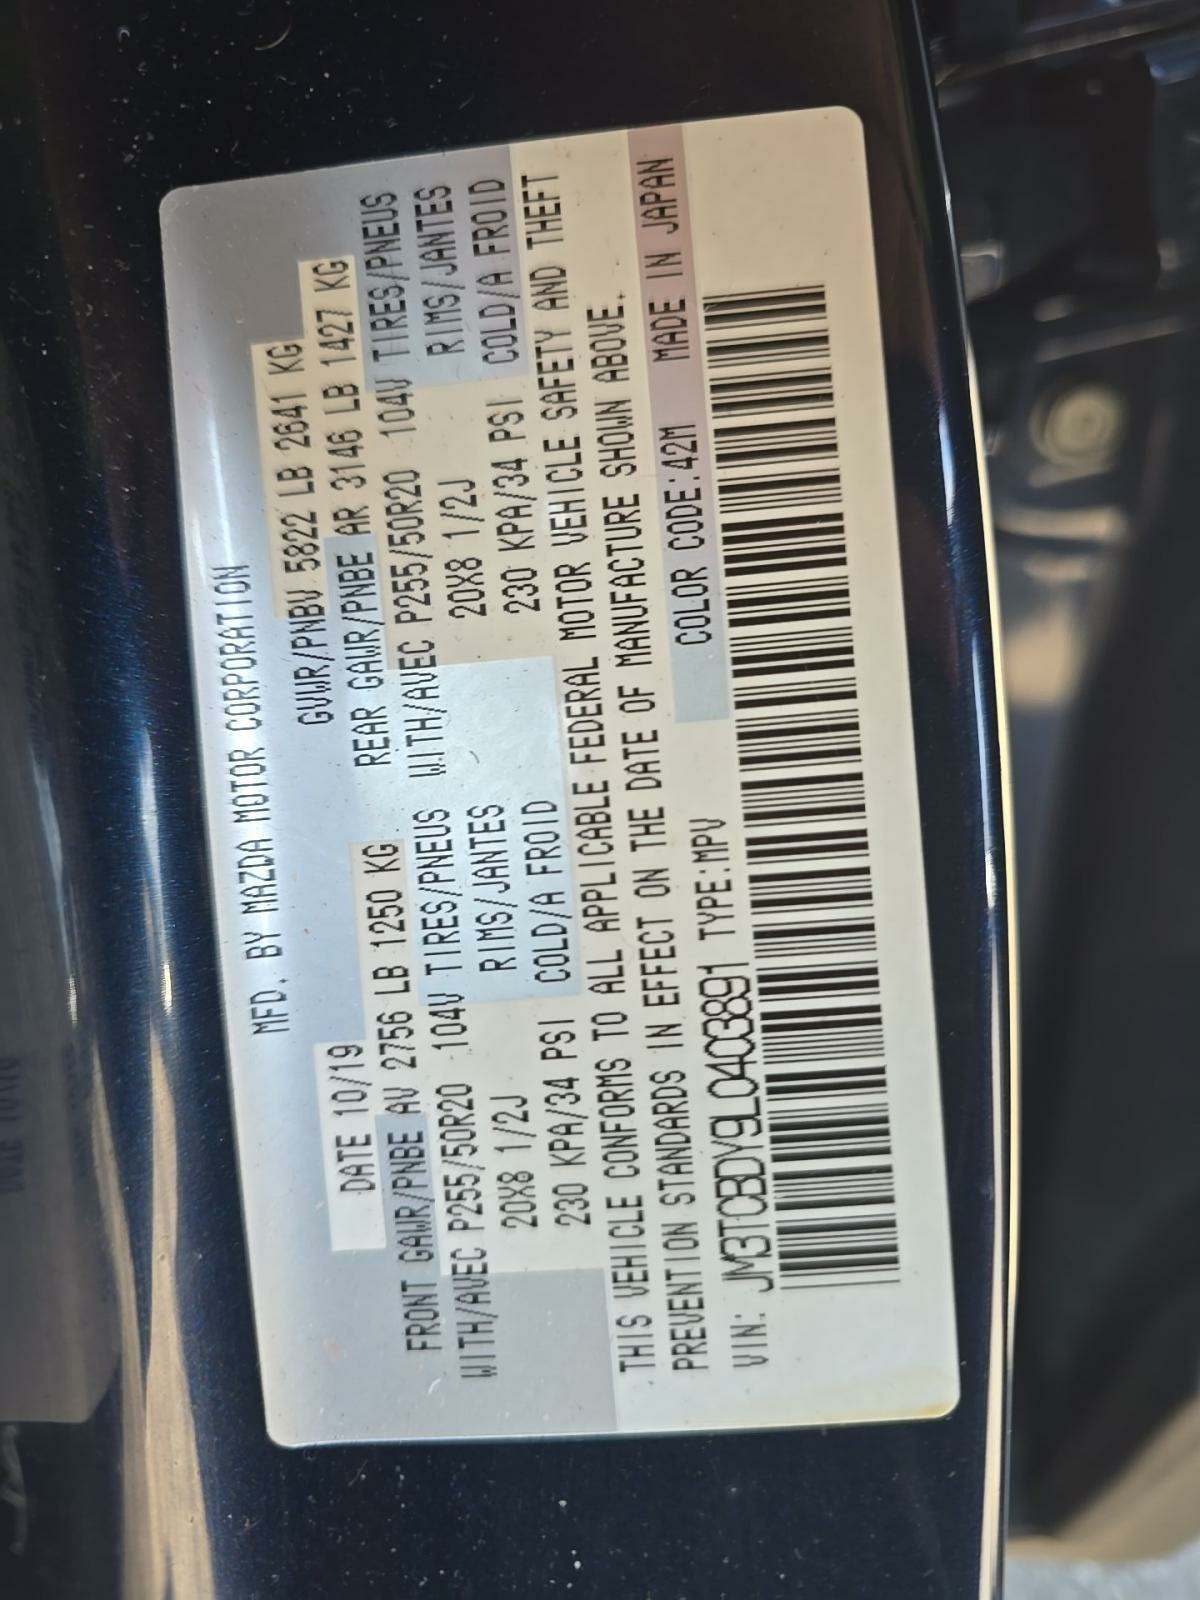 MFD. BY MAZDA MOTOR CORPORATION
DATE 10/19 GVWR/PNBV 5822 LB 2641 KG
FRONT GAWR/PNBE AV 2756 LB 1250 KG REAR GAWR/PNBE AR 3146 LB 1427 KG
WITH/AVEC P255/50R20 104V TIRES/PNEUS WITH/AVEC P255/50R20 104V TIRES/PNEUS
20X8 1/2J RIMS/JANTES 20X8 1/2J RIMS/JANTES
230 KPA/34 PSI COLD/A FROID 230 KPA/34 PSI COLD/A FROID
THIS VEHICLE CONFORMS TO ALL APPLICABLE FEDERAL MOTOR VEHICLE SAFETY AND THEFT
PREVENTION STANDARDS IN EFFECT ON THE DATE OF MANUFACTURE SHOWN ABOVE.
VIN: JM3TCBDY9L0403891 TYPE:MPV COLOR CODE:42M MADE IN JAPAN